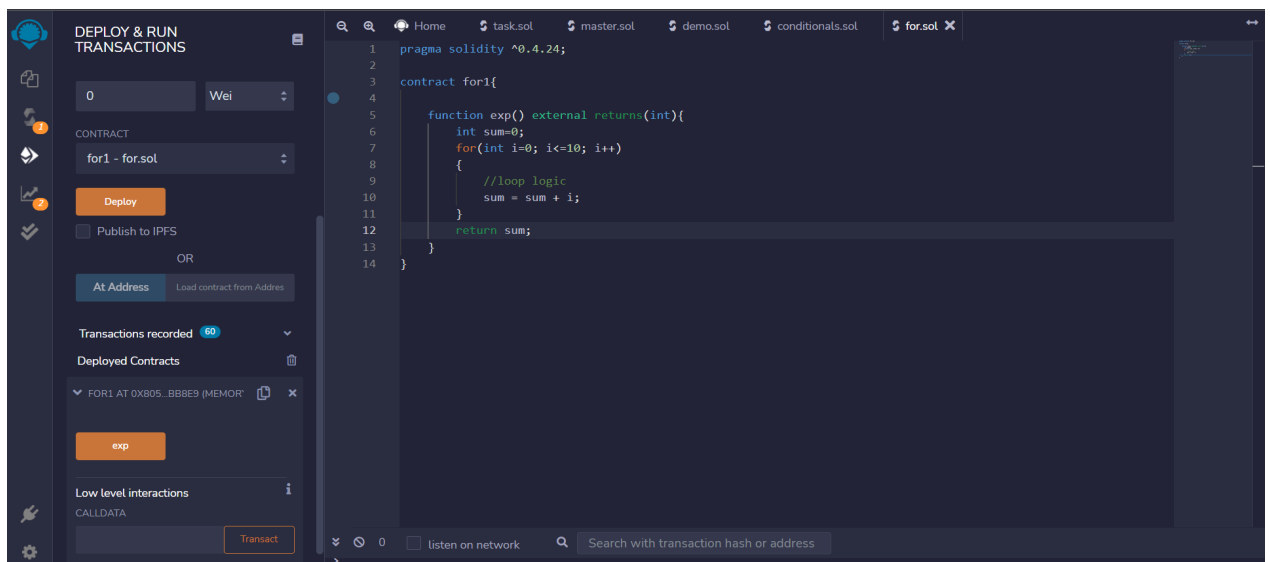 DEPLOY & RUN
TRANSACTIONS
0
Wei
CONTRACT
for1 - for.sol
Deploy
Publish to IPFS
OR
At Address
Load contract from Addres
Transactions recorded 60
Deployed Contracts
FOR1 AT 0X805...BB8E9 (MEMOR
exp
Low level interactions
CALLDATA
Transact
1
2
Home
task.sol
master.sol
demo.sol
conditionals.sol
for.sol
1 pragma solidity ^0.4.24;
2
3 contract for1{
4
5 function exp() external returns(int){
6 int sum=0;
7 for(int i=0; i<=10; i++)
8 {
9 //loop logic
10 sum = sum + i;
11 }
12 return sum;
13 }
14 }
0
listen on network
Search with transaction hash or address